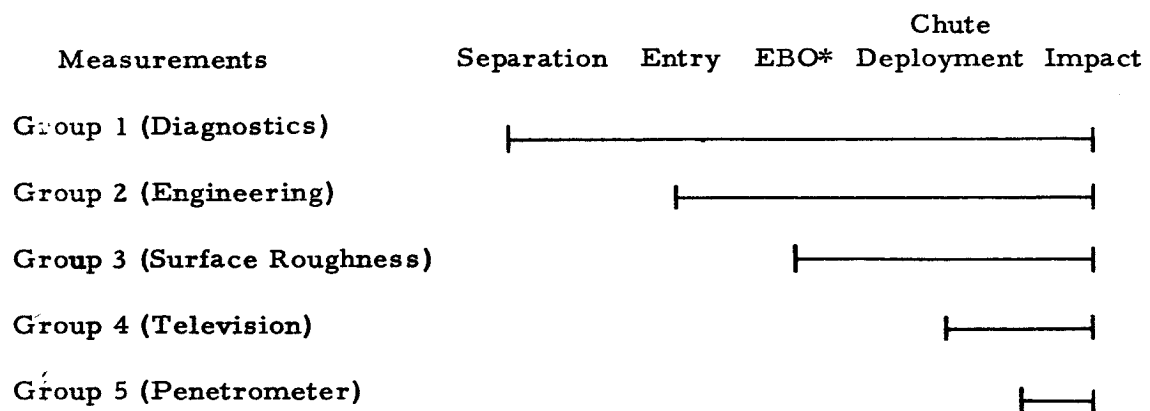 Chute
Measurements Separation Entry EBO* Deployment Impact
Group 1 (Diagnostics)
Group 2 (Engineering)
Group 3 (Surface Roughness)
Group 4 (Television)
Group 5 (Penetrometer)